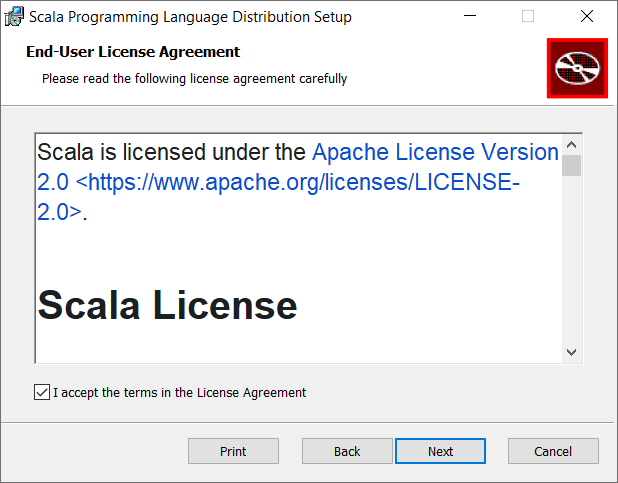 Scala Programming Language Distribution Setup
End-User License Agreement
Please read the following license agreement carefully
Scala is licensed under the Apache License Version
2.0 <https://www.apache.org/licenses/LICENSE-
2.0>.
Scala License
I accept the terms in the License Agreement
Print Back Next Cancel